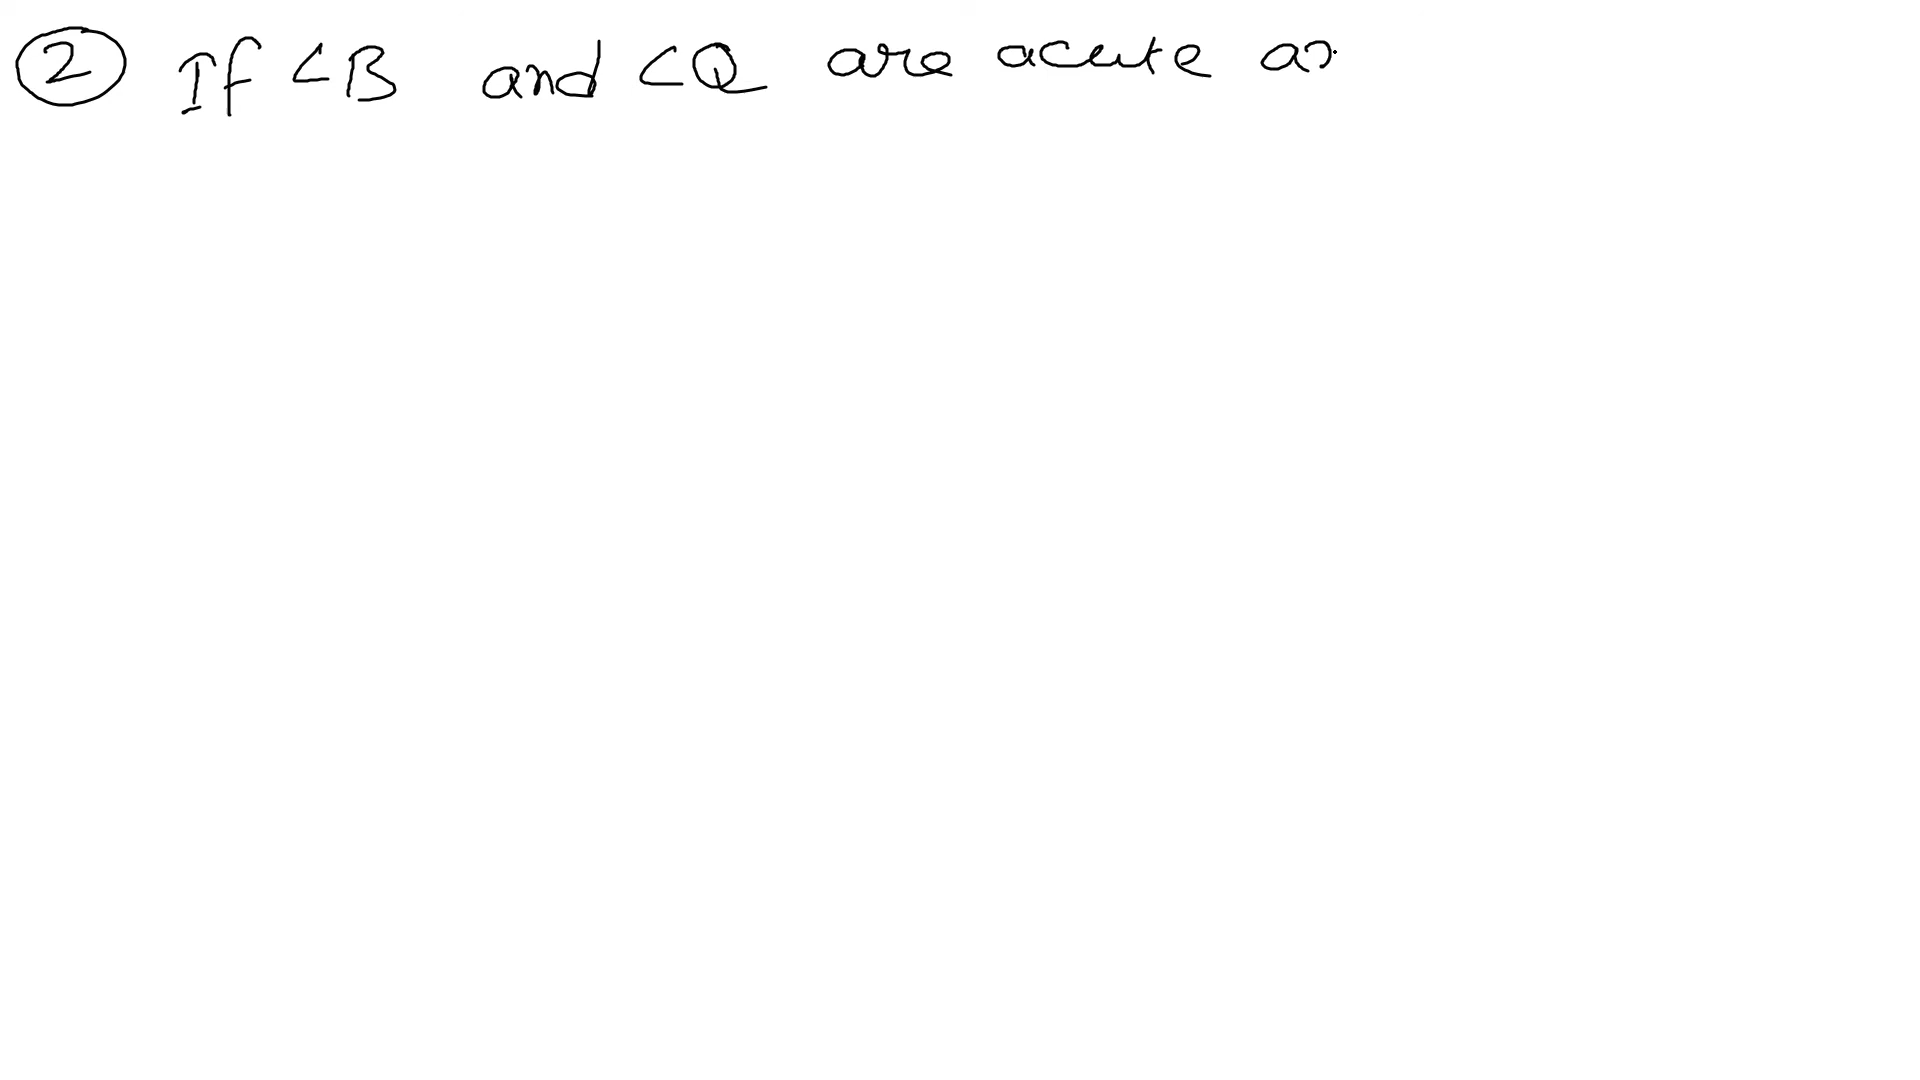 ② If ∠B and ∠Q are acute